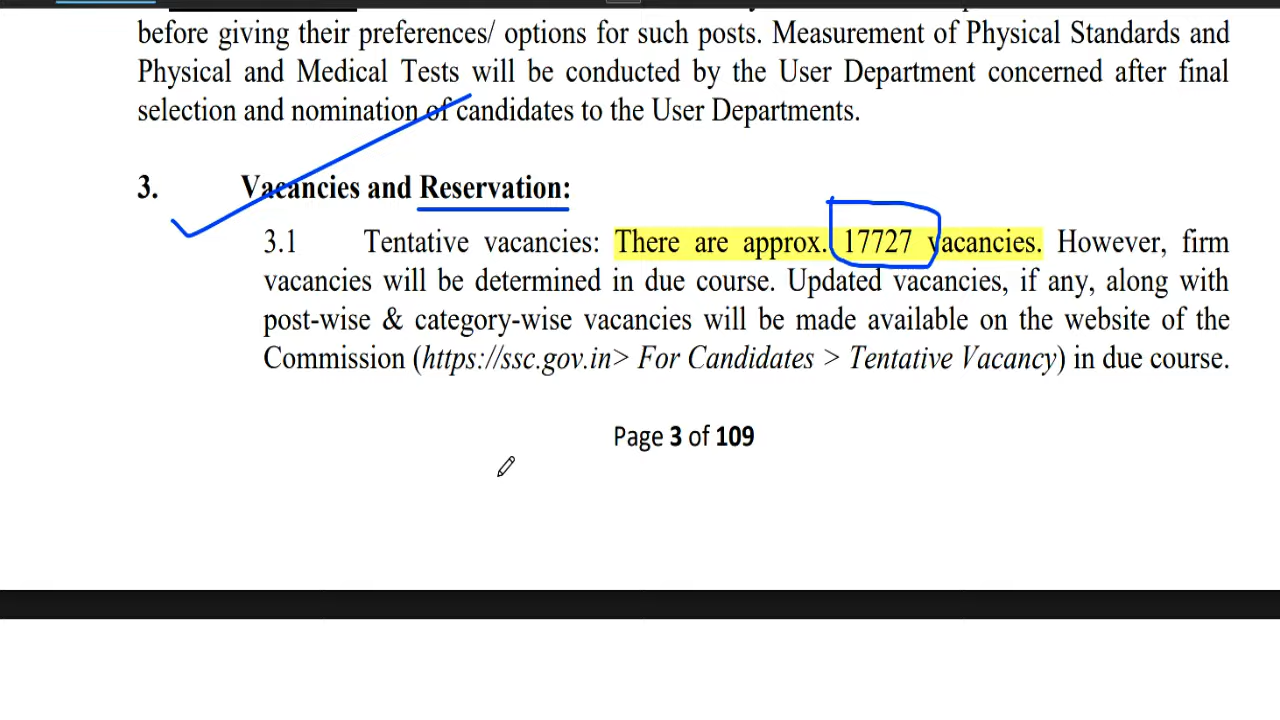 before giving their preferences/ options for such posts. Measurement of Physical Standards and
Physical and Medical Tests will be conducted by the User Department concerned after final
selection and nomination of candidates to the User Departments.
3. Vacancies and Reservation:
3.1 Tentative vacancies: There are approx. 17727 vacancies. However, firm
vacancies will be determined in due course. Updated vacancies, if any, along with
post-wise & category-wise vacancies will be made available on the website of the
Commission (https://ssc.gov.in> For Candidates > Tentative Vacancy) in due course.
Page 3 of 109